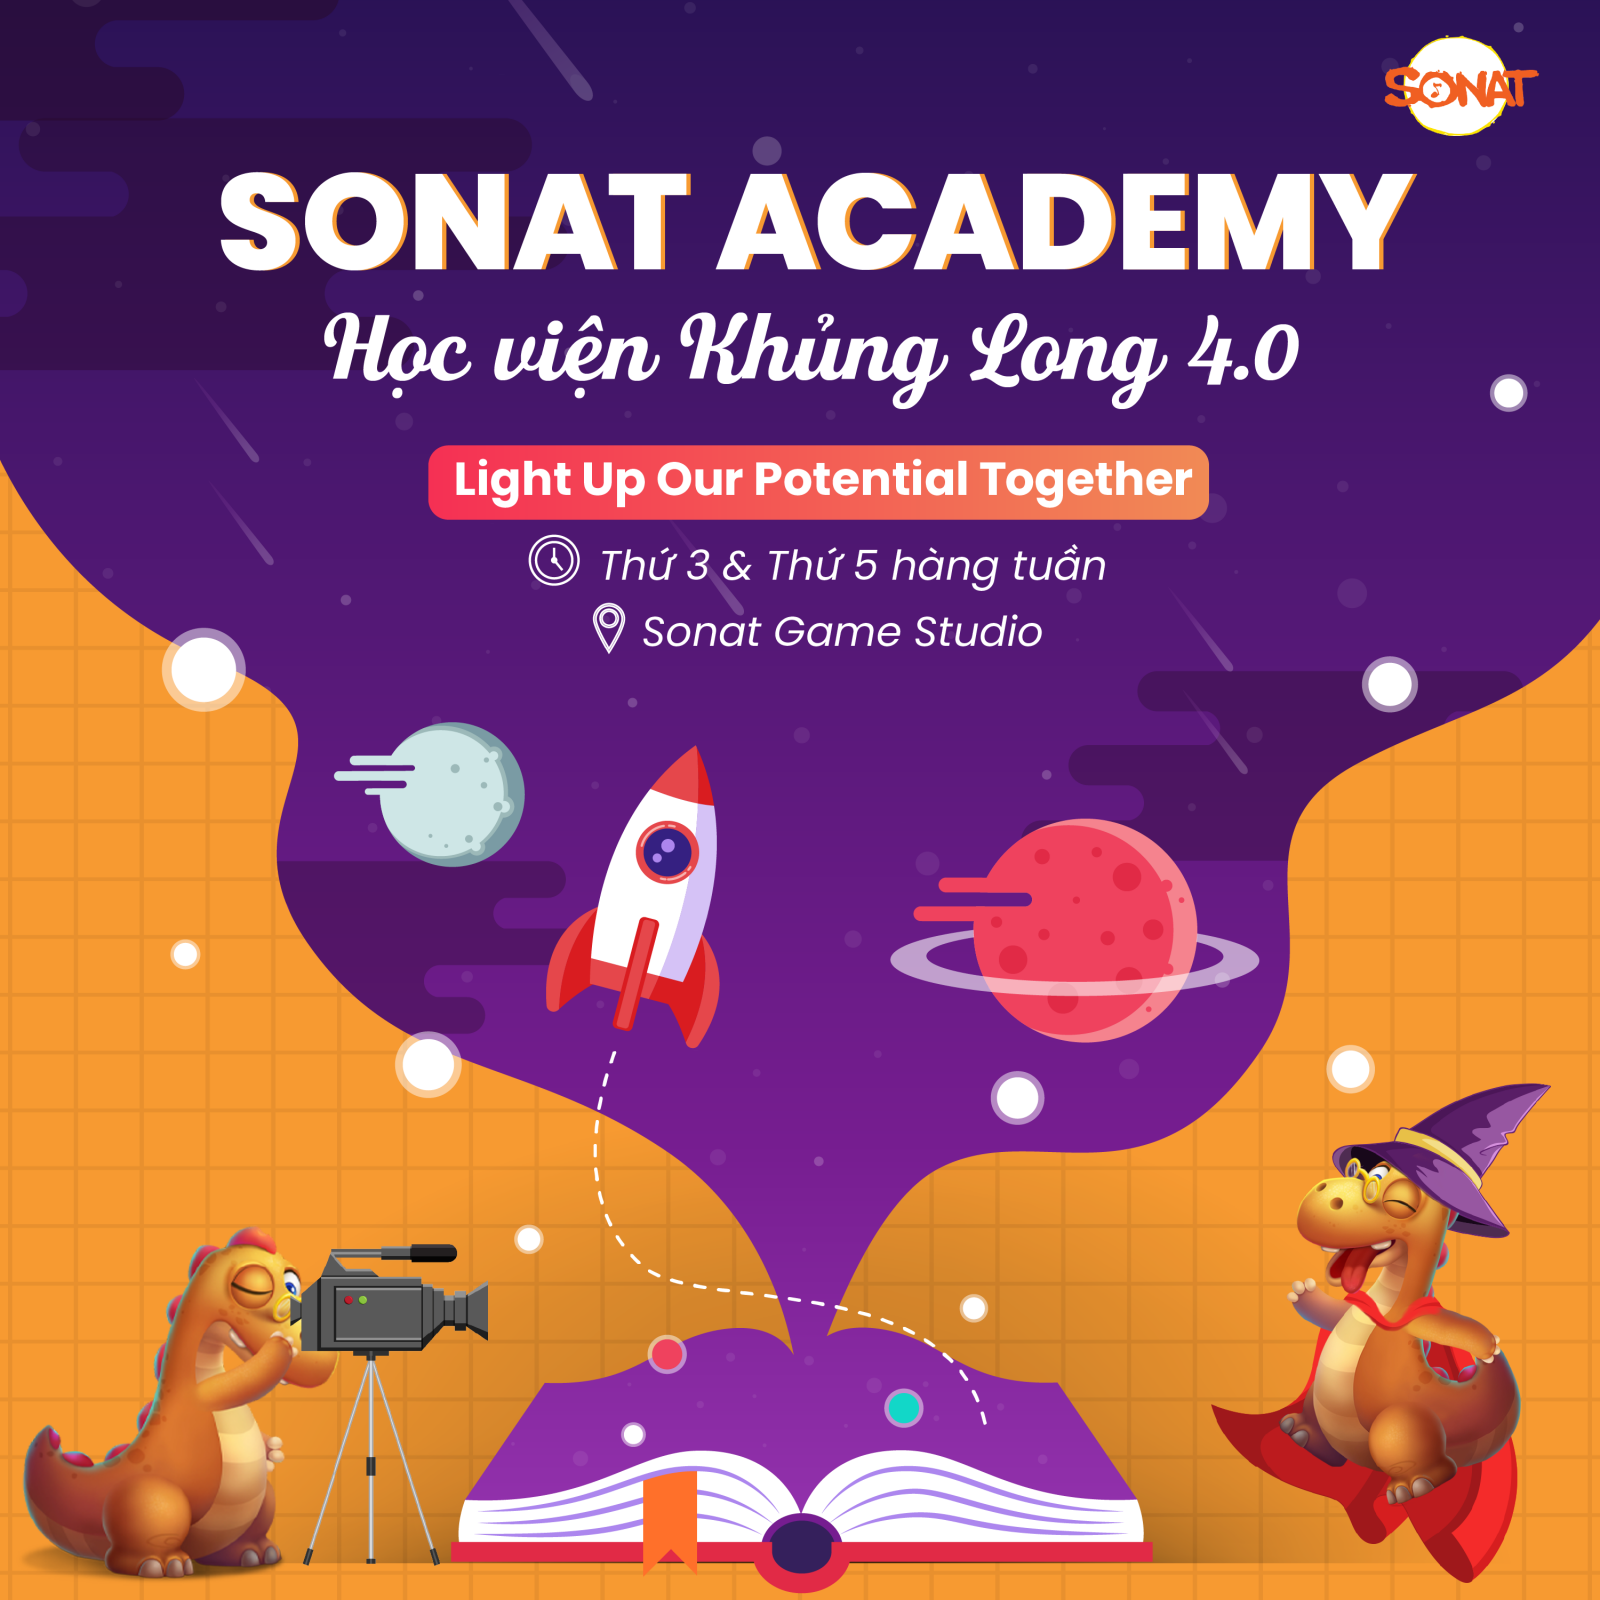 SONAT
SONAT ACADEMY
Học viện Khủng Long 4.0
Light Up Our Potential Together
Thứ 3 & Thứ 5 hàng tuần
Sonat Game Studio